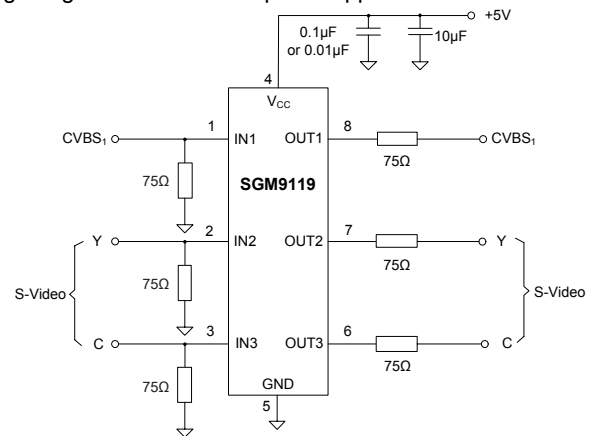 +5V
0.1µF
or 0.01µF
10µF
4
VCC
CVBS1
1
IN1
OUT1
8
CVBS1
75Ω
75Ω
SGM9119
Y
2
IN2
OUT2
7
Y
75Ω
75Ω
S-Video
S-Video
C
3
IN3
OUT3
6
C
75Ω
75Ω
GND
5